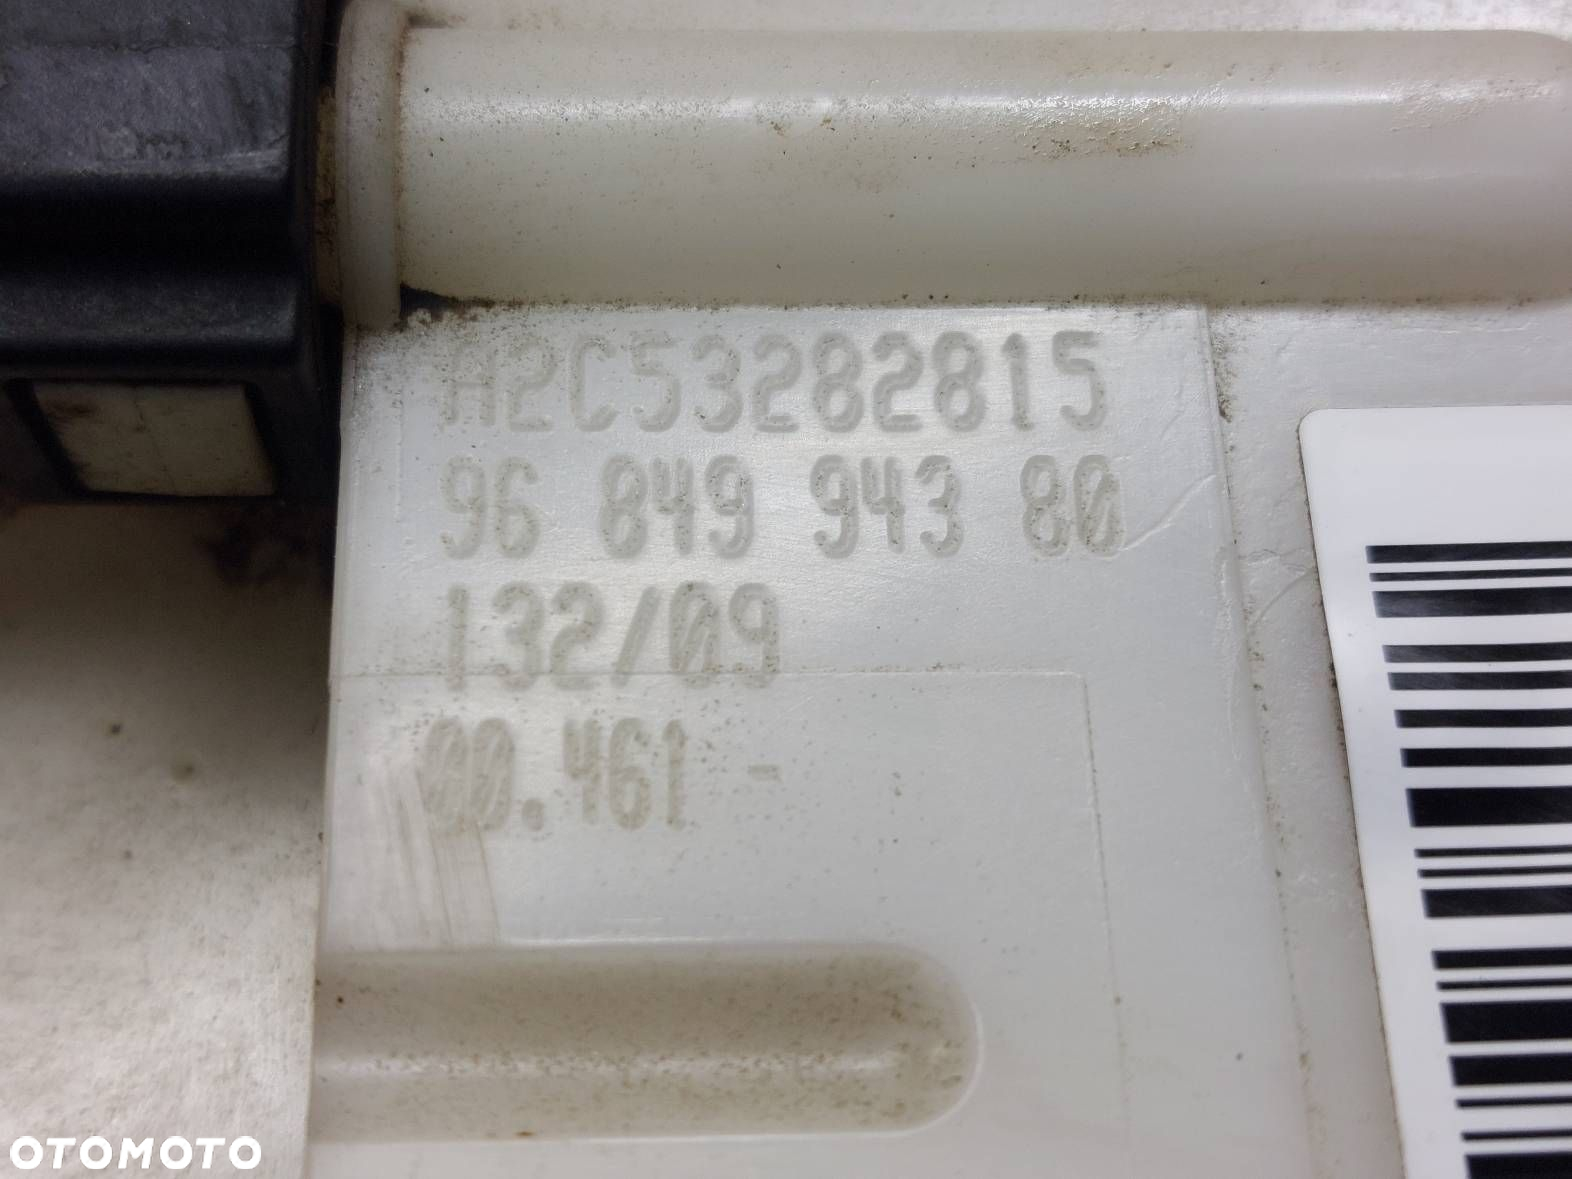 A2C53282815
96 849 943 80
132/09
00.461 -
OTOMOTO